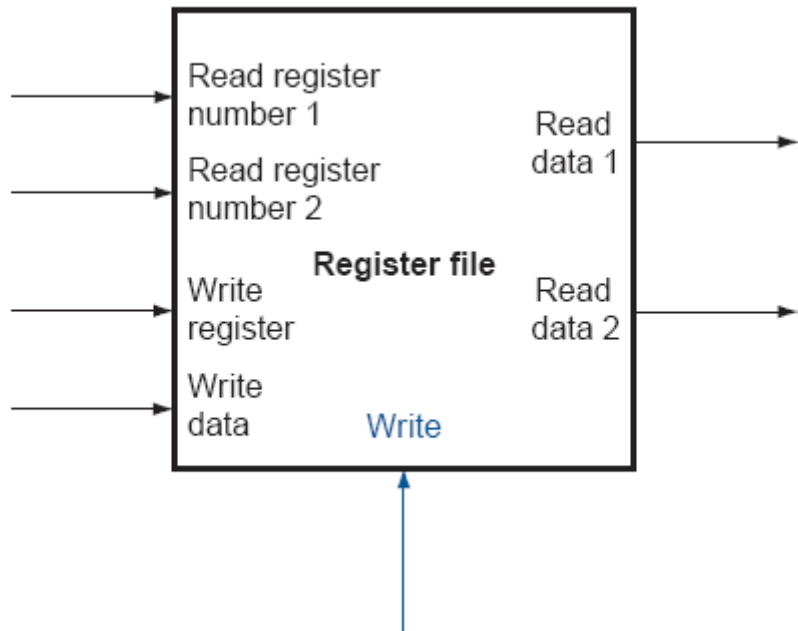 Read register
number 1
Read
data 1
Read register
number 2
Register file
Write
register
Read
data 2
Write
data
Write